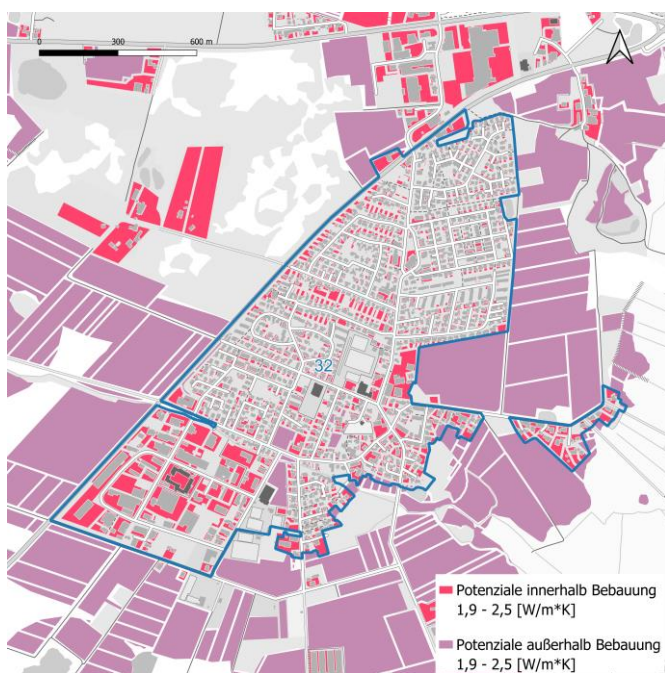 0 300 600 m
32
Potenziale innerhalb Bebauung
1,9 - 2,5 [W/m*K]
Potenziale außerhalb Bebauung
1,9 - 2,5 [W/m*K]